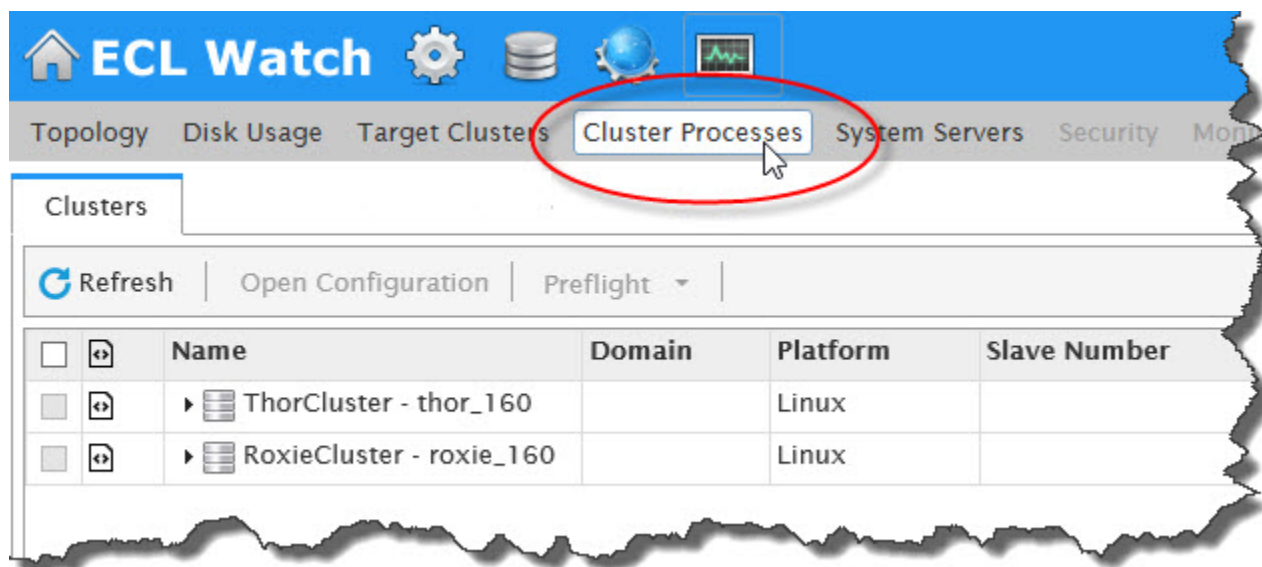 ECL Watch
Topology Disk Usage Target Clusters Cluster Processes System Servers Security
Clusters
Refresh Open Configuration Preflight
Name Domain Platform Slave Number
ThorCluster - thor_160 Linux
RoxieCluster - roxie_160 Linux